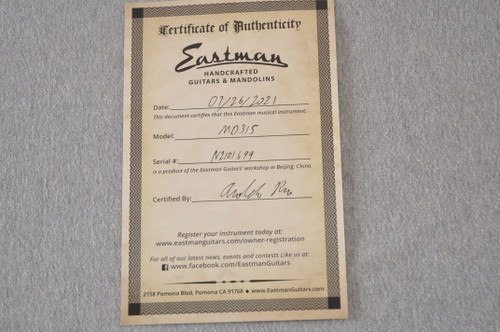 Certificate of Authenticity
Eastman
HANDCRAFTED
GUITARS & MANDOLINS
Date: 07/26/2021
This document certifies that this Eastman musical instrument,
Model: MD315
Serial #: M2101699
is a product of the Eastman Guitars' workshop in Beijing, China.
Certified By:
Register your instrument today at:
www.eastmanguitars.com/owner-registration
For all of our latest news, events and contests Like us at:
www.facebook.com/EastmanGuitars
2158 Pomona Blvd, Pomona CA 91768 ● www.EastmanGuitars.com